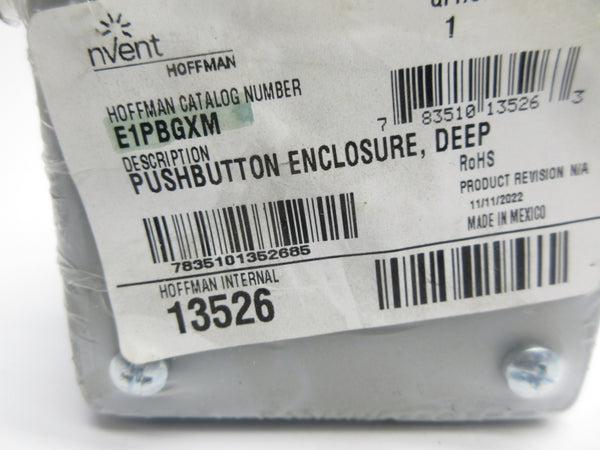 1
nvent
HOFFMAN
HOFFMAN CATALOG NUMBER
E1PBGXM
DESCRIPTION
PUSHBUTTON ENCLOSURE, DEEP
7 83510 13526 3
RoHS
PRODUCT REVISION N/A
11/11/2022
MADE IN MEXICO
7835101352685
HOFFMAN INTERNAL
13526